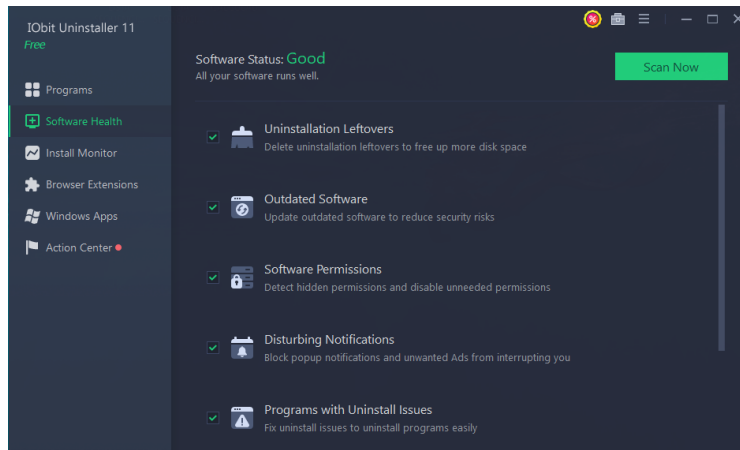 IObit Uninstaller 11
Free
Programs
Software Health
Install Monitor
Browser Extensions
Windows Apps
Action Center
%
Software Status: Good
All your software runs well.
Scan Now
Uninstallation Leftovers
Delete uninstallation leftovers to free up more disk space
Outdated Software
Update outdated software to reduce security risks
Software Permissions
Detect hidden permissions and disable unneeded permissions
Disturbing Notifications
Block popup notifications and unwanted Ads from interrupting you
Programs with Uninstall Issues
Fix uninstall issues to uninstall programs easily